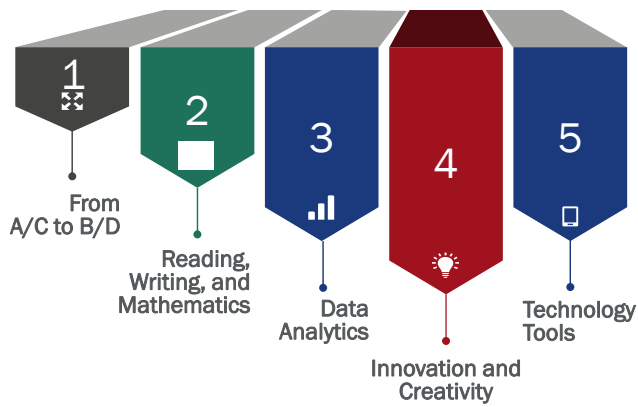 1
From
A/C to B/D
2
Reading,
Writing, and
Mathematics
3
Data
Analytics
4
Innovation and
Creativity
5
Technology
Tools